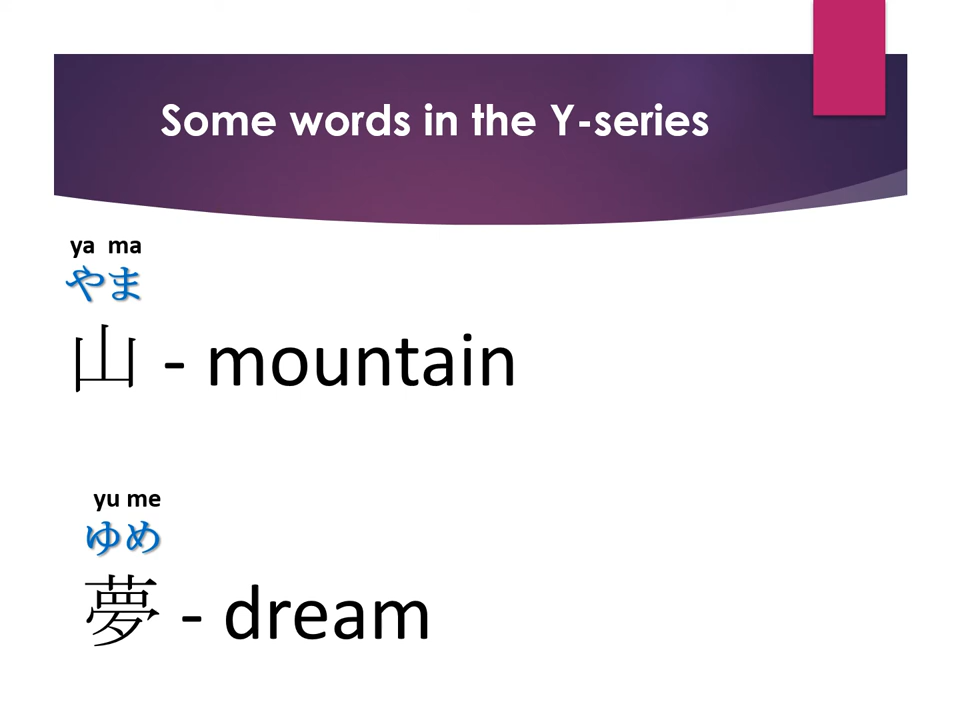 Some words in the Y-series
ya ma
やま
山 - mountain
yu me
ゆめ
夢 - dream